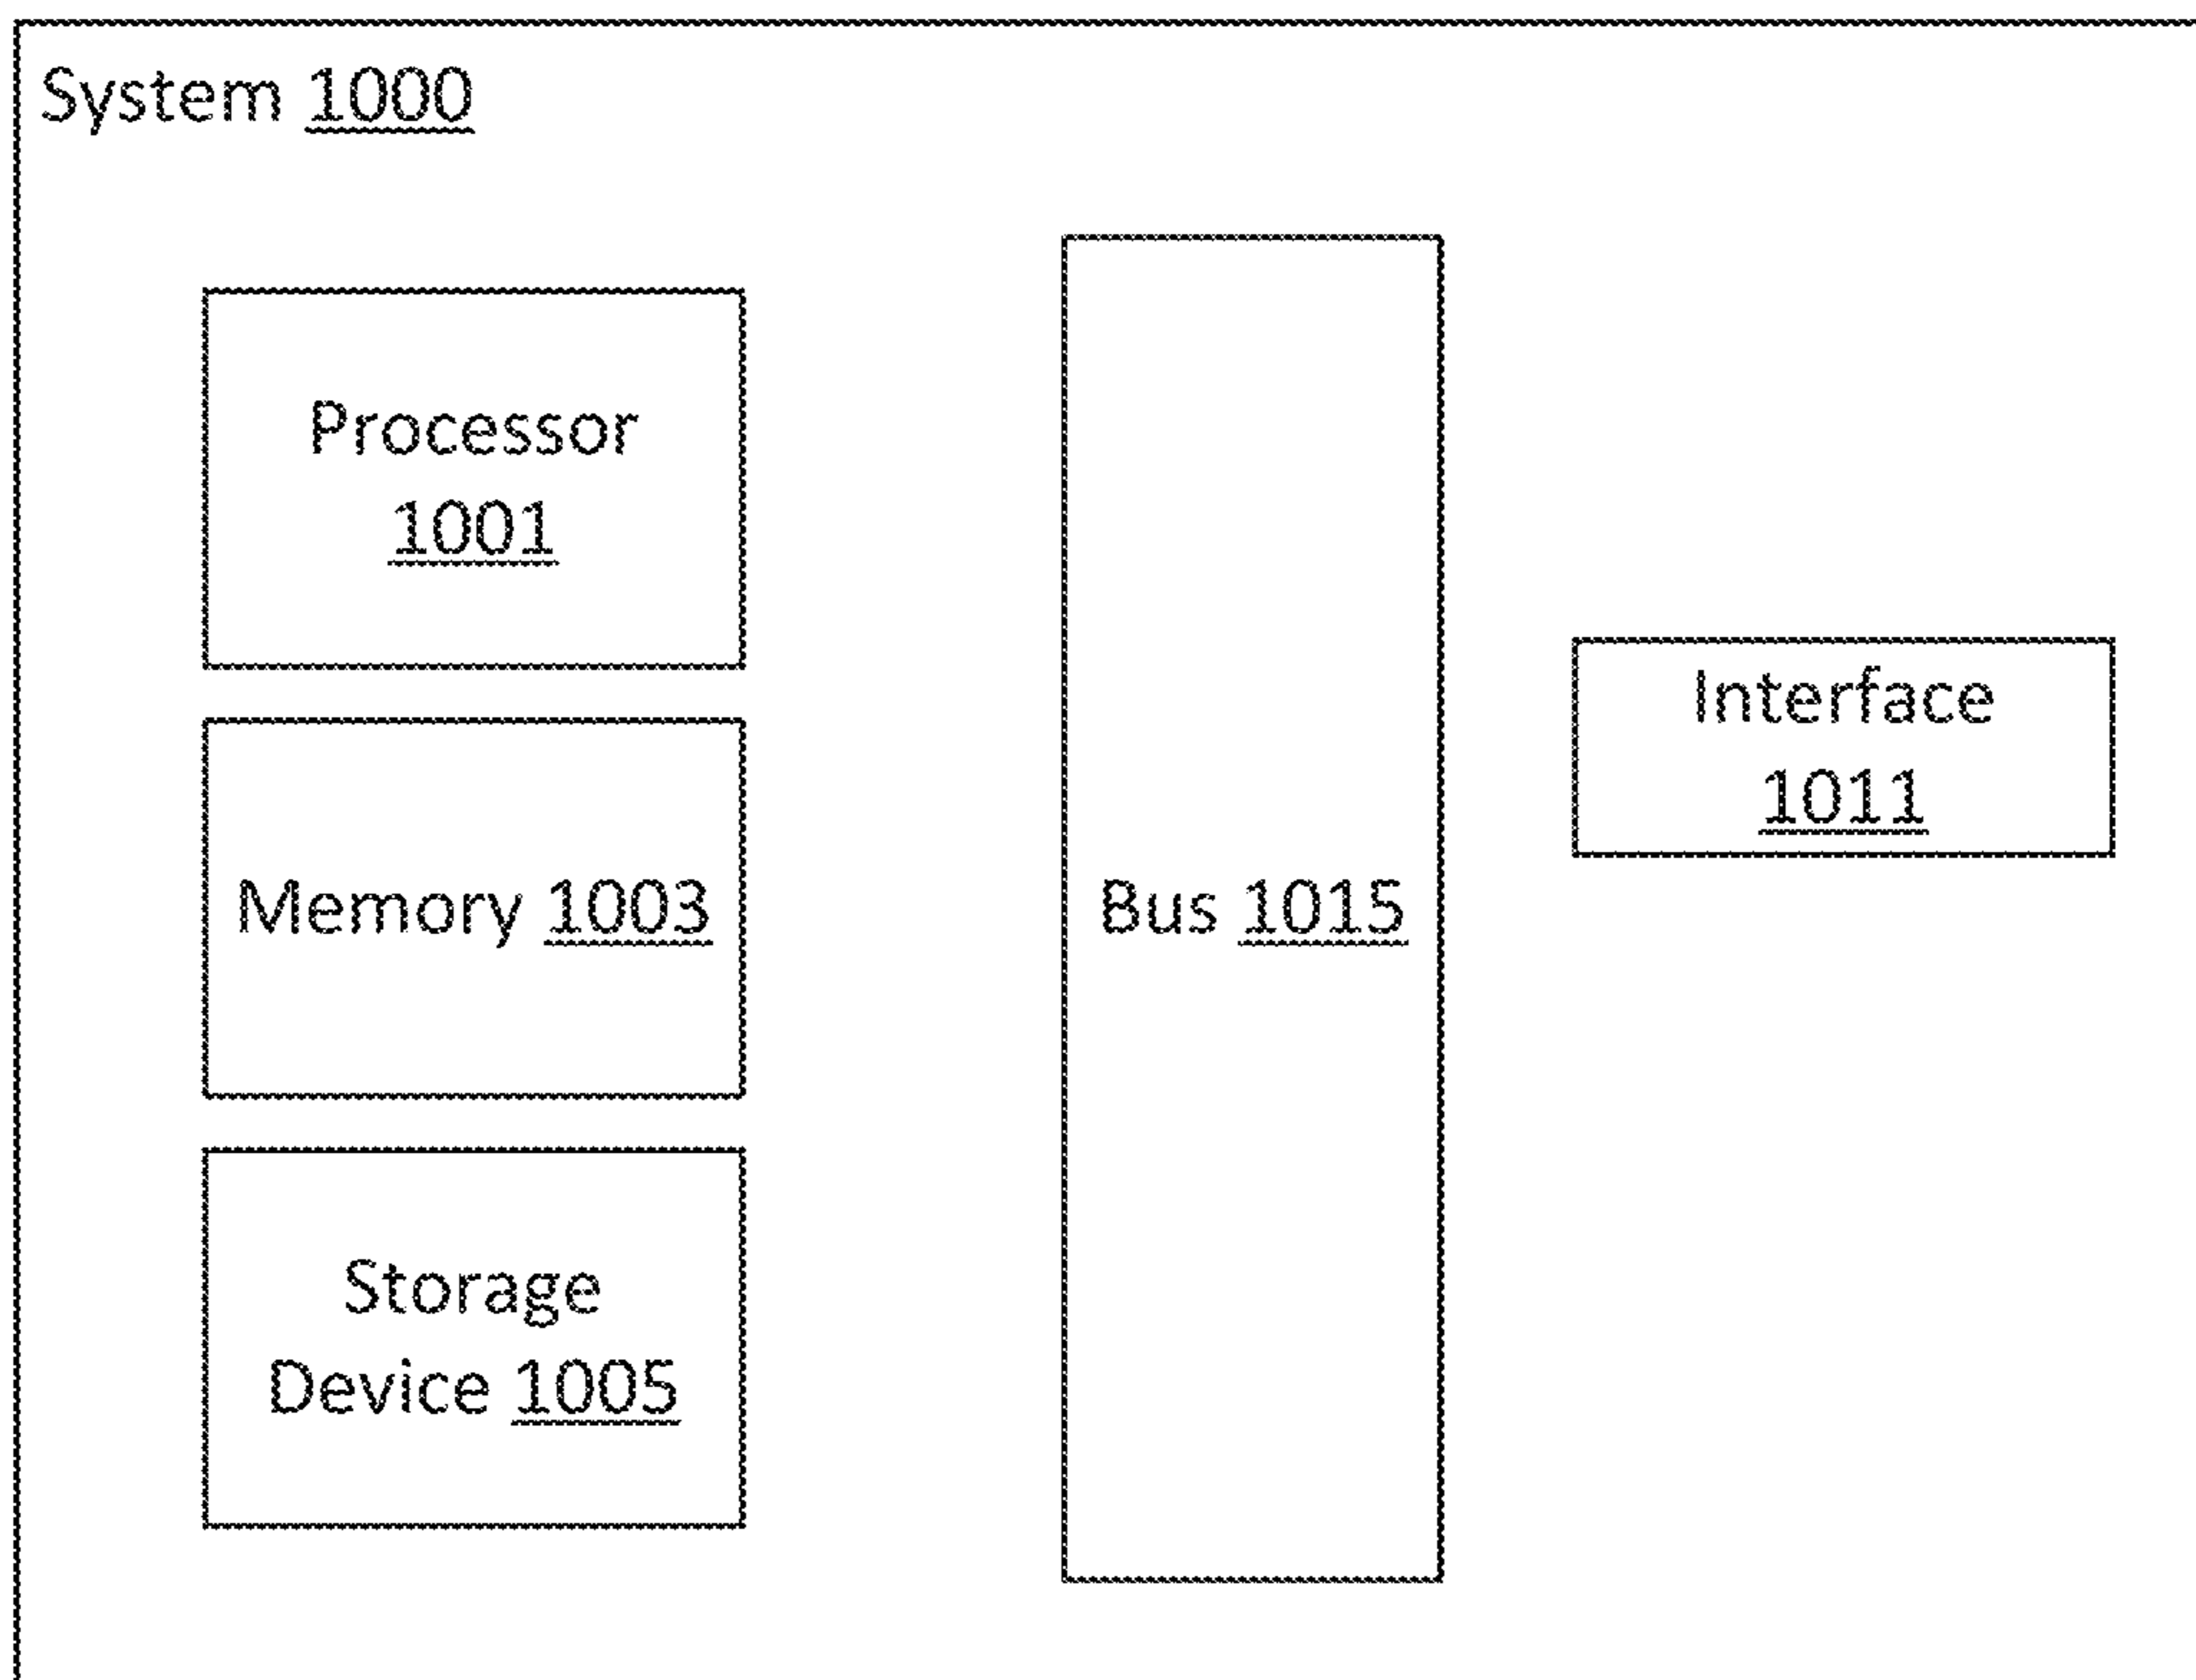 System 1000
Processor
1001
Interface
1011
Memory 1003
Bus 1015
Storage
Device 1005